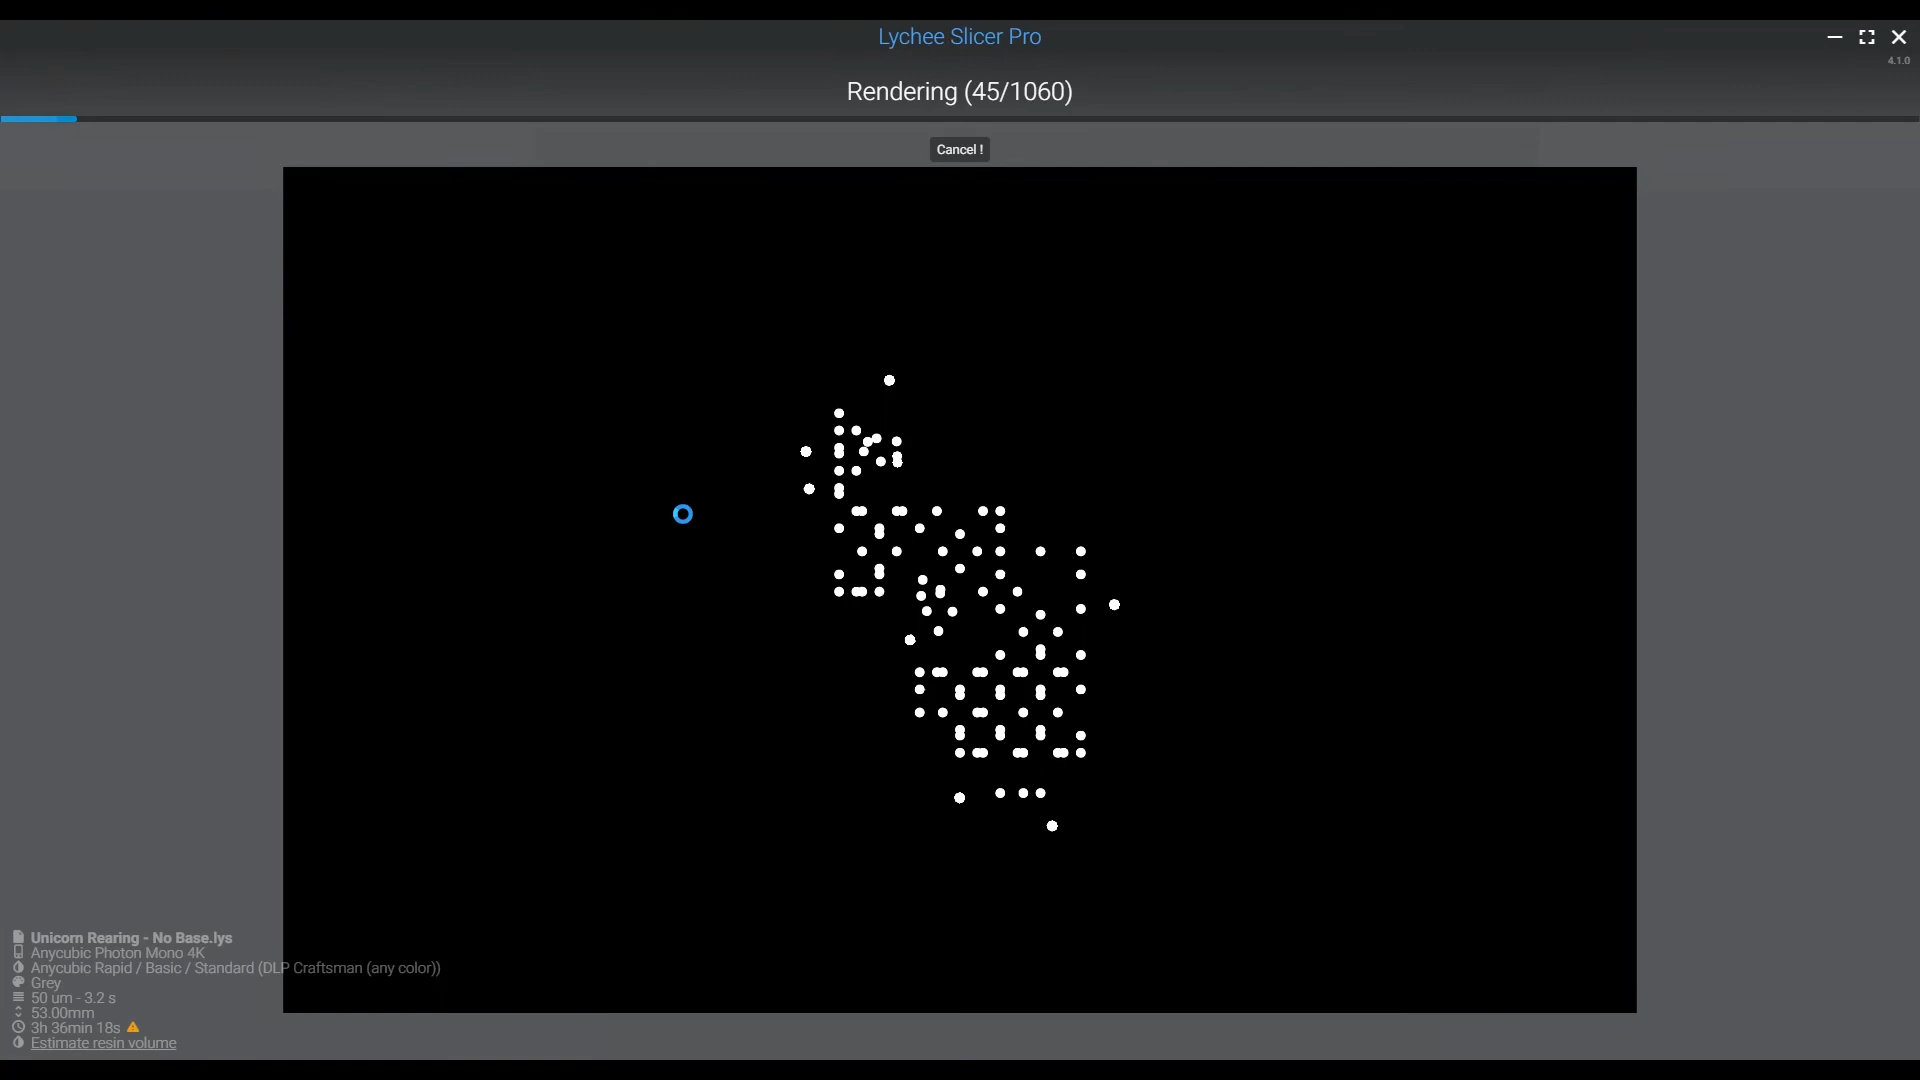 Lychee Slicer Pro
4.1.0
Rendering (45/1060)
Cancel !
Unicorn Rearing - No Base.lys
Anycubic Photon Mono 4K
Anycubic Rapid / Basic / Standard (DLP Craftsman (any color))
Grey
50 um - 3.2 s
53.00mm
3h 36min 18s
Estimate resin volume